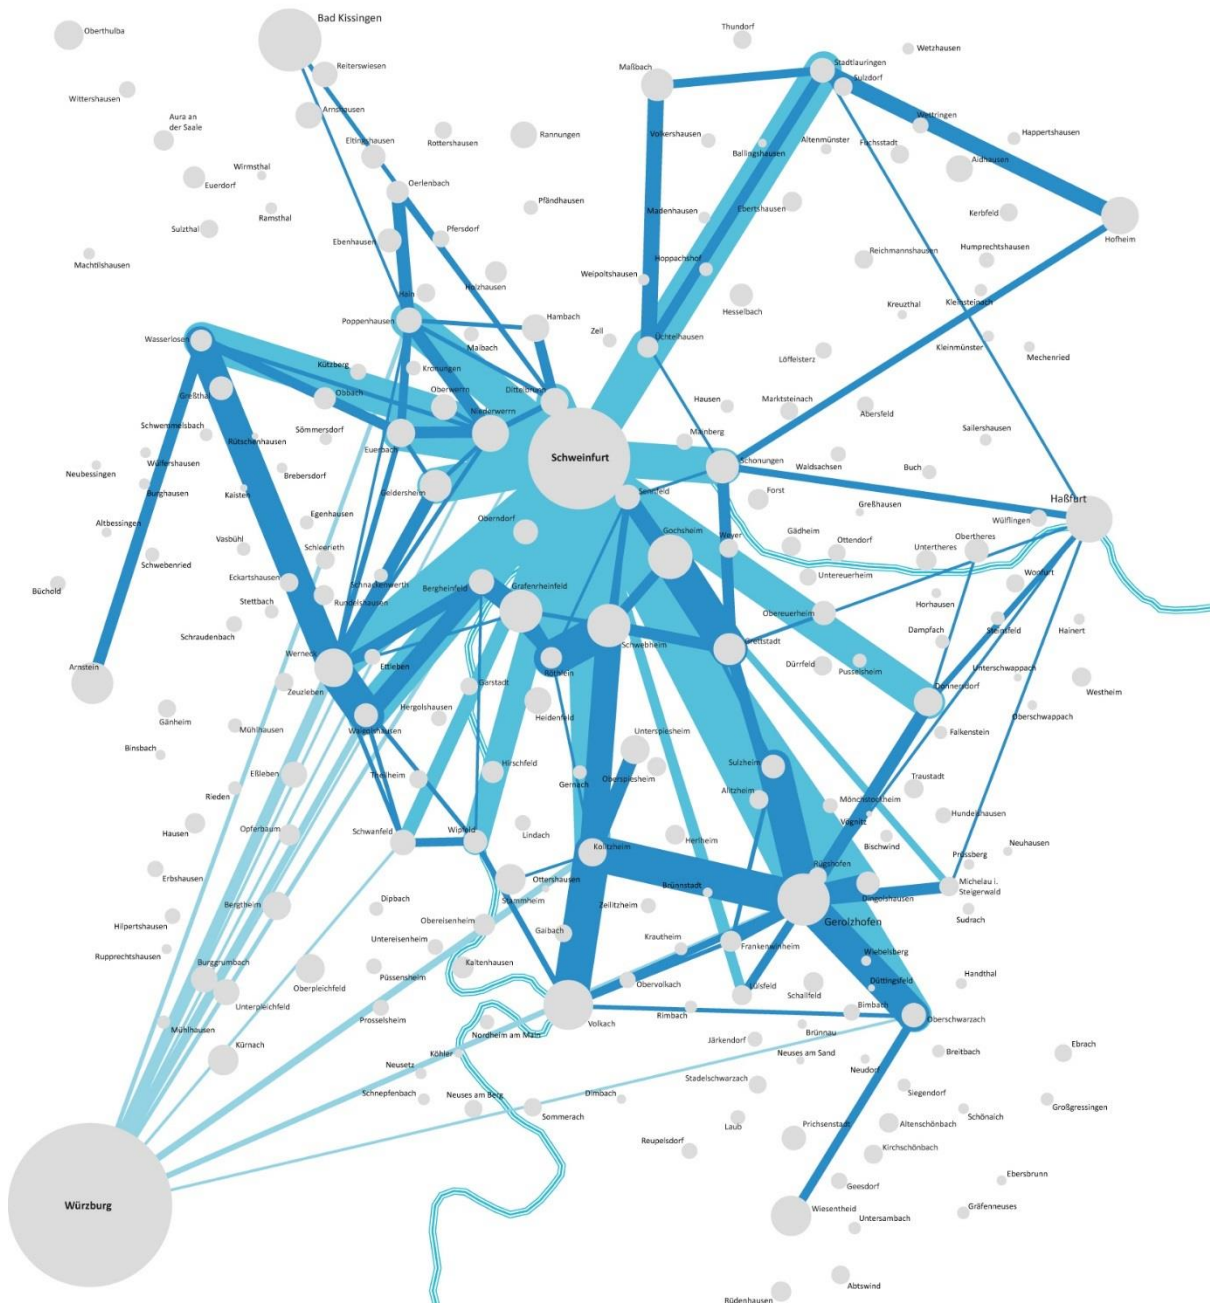 Bad Kissingen
Oberthulba
Thundorf
Wetzhausen
Stadtlauringen
Maßbach
Reiterswiesen
Sulzdorf
Wittershausen
Arnshausen
Aura an
der Saale
Eltingshausen
Rottershausen
Rannungen
Volkershausen
Ballingshausen
Altenmünster
Fuchsstadt
Wettringen
Happertshausen
Aidhausen
Wirmsthal
Euerdorf
Oerlenbach
Ramsthal
Pfändhausen
Madenhausen
Ebertshausen
Kerbfeld
Sulzthal
Pfersdorf
Ebenhausen
Hofheim
Machtilshausen
Hoppachshof
Reichmannshausen
Humprechtshausen
Weipoltshausen
Holzhausen
Hain
Hesselbach
Kreuzthal
Kleinsteinach
Poppenhausen
Hambach
Wasserlosen
Maibach
Zell
Üchtelhausen
Kleinmünster
Mechenried
Kützberg
Kronungen
Löffelsterz
Greßthal
Obbach
Oberwerrn
Dittelbrunn
Niederwerrn
Hausen
Marktsteinach
Abersfeld
Schwemmelsbach
Sömmersdorf
Rütschenhausen
Euerbach
Mainberg
Sailershausen
Wülfershausen
Schweinfurt
Schonungen
Waldsachsen
Buch
Neubessingen
Brebersdorf
Geldersheim
Burghausen
Kaisten
Sennfeld
Forst
Haßfurt
Greßhausen
Altbessingen
Egenhausen
Oberndorf
Gochsheim
Gädheim
Ottendorf
Wülflingen
Obertheres
Untertheres
Vasbühl
Schleerieth
Weyer
Schwebenried
Eckartshausen
Schnackenwerth
Bergheinfeld
Grafenrheinfeld
Untereuerheim
Wonfurt
Büchold
Rundelshausen
Horhausen
Stettbach
Obereuerheim
Steinsfeld
Hainert
Schraudenbach
Dampfach
Schwebheim
Grettstadt
Werneck
Ettleben
Arnstein
Röthlein
Dürrfeld
Pusselsheim
Unterschwappach
Zeuzleben
Garstadt
Donnersdorf
Westheim
Gänheim
Hergolshausen
Heidenfeld
Oberschwappach
Mühlhausen
Waigolshausen
Unterspiesheim
Falkenstein
Binsbach
Eßleben
Theilheim
Hirschfeld
Gernach
Oberspiesheim
Sulzheim
Alitzheim
Traustadt
Rieden
Mönchstockheim
Vögnitz
Hundelshausen
Hausen
Opferbaum
Schwanfeld
Wipfeld
Lindach
Kolitzheim
Herlheim
Bischwind
Neuhausen
Prüssberg
Erbshausen
Ottershausen
Stammheim
Brünnstadt
Rügshofen
Michelau i.
Steigerwald
Dingolshausen
Bergtheim
Dipbach
Zeilitzheim
Hilpertshausen
Obereisenheim
Gerolzhofen
Sudrach
Gaibach
Krautheim
Rupprechtshausen
Untereisenheim
Frankenwinheim
Wiebelsberg
Burggrumbach
Oberpleichfeld
Püssensheim
Kaltenhausen
Obervolkach
Lülsfeld
Schallfeld
Düttingsfeld
Handthal
Unterpleichfeld
Prosselsheim
Volkach
Rimbach
Bimbach
Oberschwarzach
Mühlhausen
Nordheim am Main
Brünnau
Kürnach
Köhler
Järkendorf
Neuses am Sand
Breitbach
Ebrach
Neusetz
Neudorf
Stadelschwarzach
Schnepfenbach
Neuses am Berg
Dimbach
Siegendorf
Großgressingen
Sommerach
Laub
Prichsenstadt
Altenschönbach
Schönaich
Reupelsdorf
Kirchschönbach
Geesdorf
Ebersbrunn
Würzburg
Wiesentheid
Untersambach
Gräfenneuses
Abtswind
Rüdenhausen